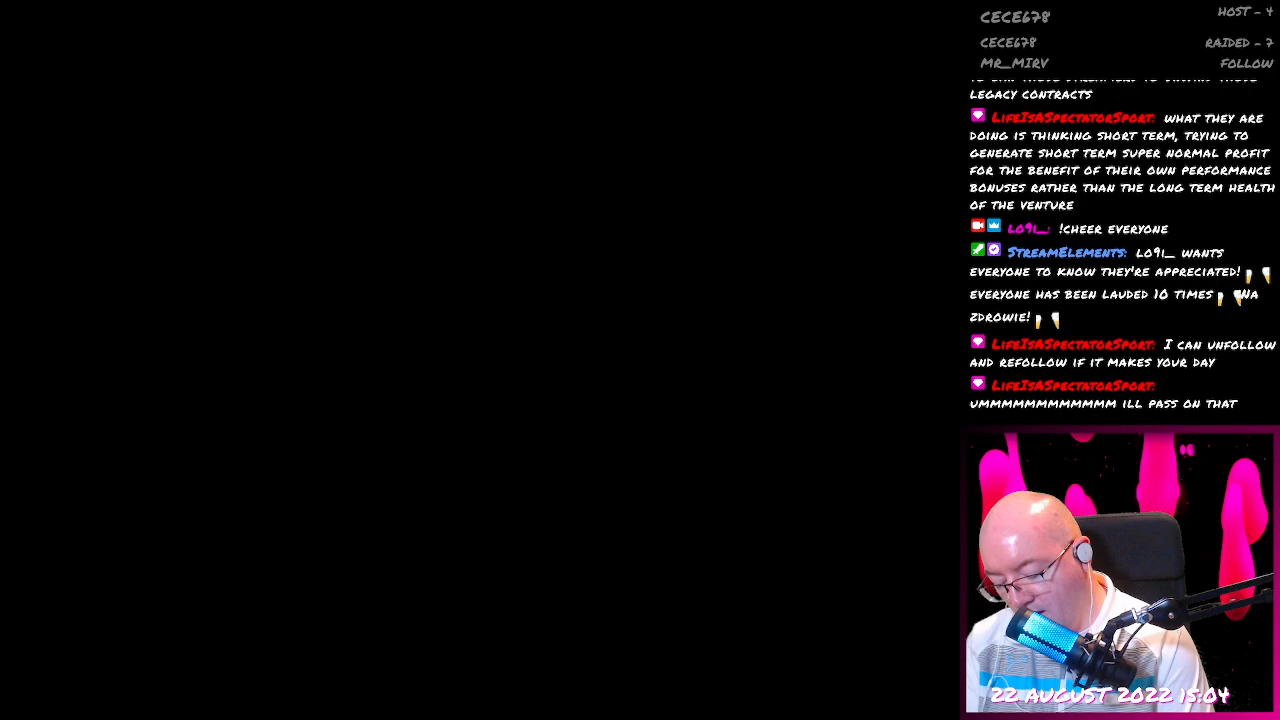 CECE678 HOST - 4
CECE678 RAIDED - 7
MR_MIRV FOLLOW
LEGACY CONTRACTS
LIFEISASPECTATORSPORT: WHAT THEY ARE
DOING IS THINKING SHORT TERM, TRYING TO
GENERATE SHORT TERM SUPER NORMAL PROFIT
FOR THE BENEFIT OF THEIR OWN PERFORMANCE
BONUSES RATHER THAN THE LONG TERM HEALTH
OF THE VENTURE
LO9I_: !CHEER EVERYONE
STREAMELEMENTS: LO9I_ WANTS
EVERYONE TO KNOW THEY'RE APPRECIATED!
EVERYONE HAS BEEN LAUDED 10 TIMES NA
ZDROWIE!
LIFEISASPECTATORSPORT: I CAN UNFOLLOW
AND REFOLLOW IF IT MAKES YOUR DAY
LIFEISASPECTATORSPORT:
UMMMMMMMMMMMM ILL PASS ON THAT
22 AUGUST 2022 15:04